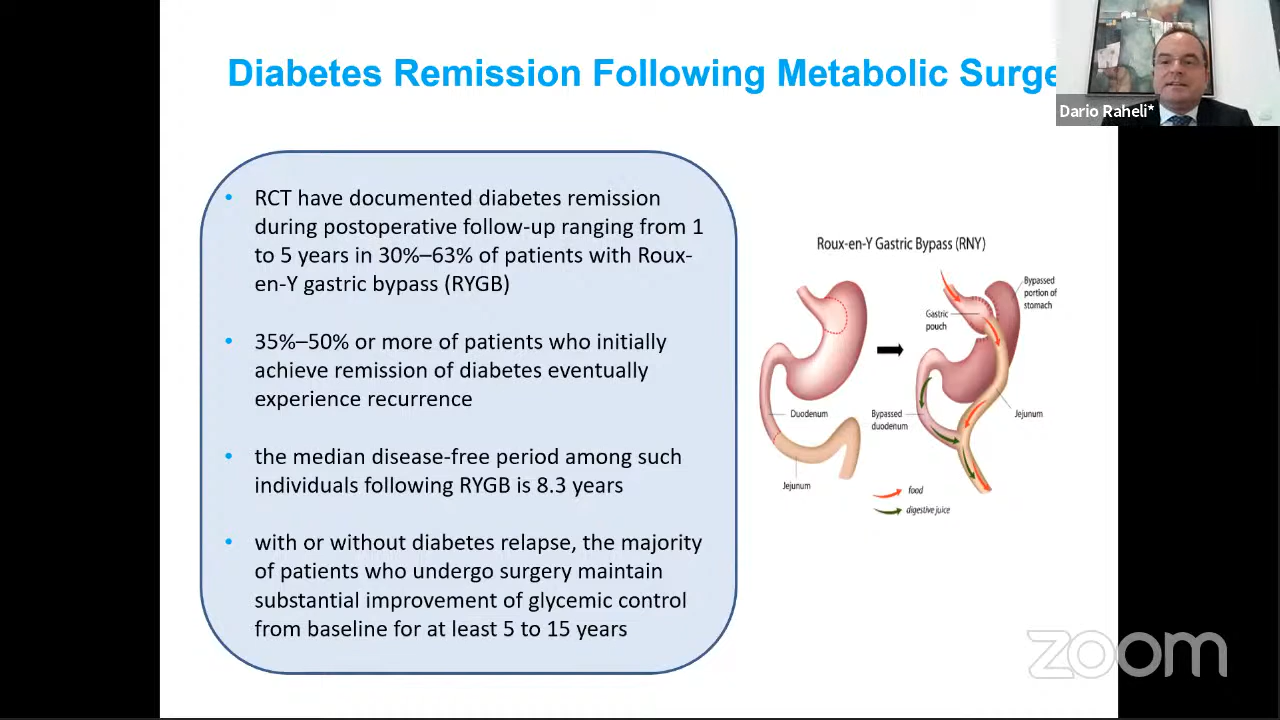 Diabetes Remission Following Metabolic Surge
Dario Raheli*
• RCT have documented diabetes remission
during postoperative follow-up ranging from 1
to 5 years in 30%–63% of patients with Roux-
en-Y gastric bypass (RYGB)
• 35%–50% or more of patients who initially
achieve remission of diabetes eventually
experience recurrence
• the median disease-free period among such
individuals following RYGB is 8.3 years
• with or without diabetes relapse, the majority
of patients who undergo surgery maintain
substantial improvement of glycemic control
from baseline for at least 5 to 15 years
Roux-en-Y Gastric Bypass (RNY)
Bypassed
portion of
stomach
Gastric
pouch
Duodenum
Bypassed
duodenum
Jejunum
Jejunum
food
digestive juice
zoom